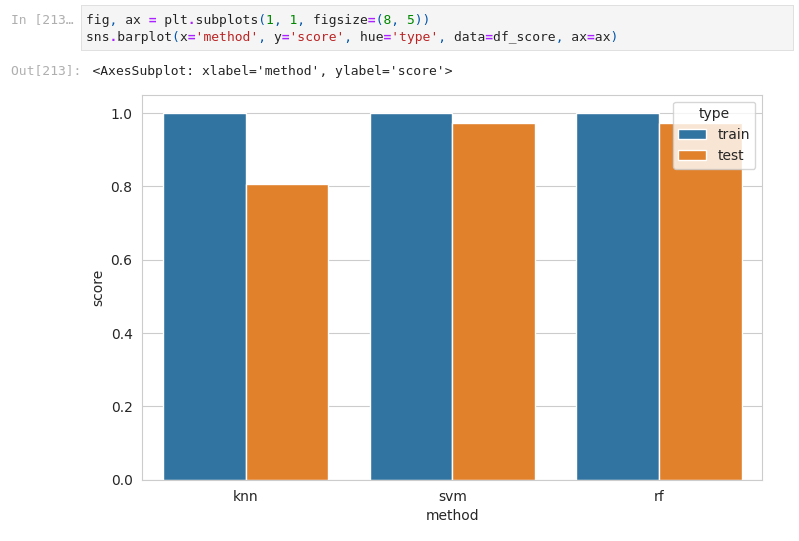 In [213… fig, ax = plt.subplots(1, 1, figsize=(8, 5))
sns.barplot(x='method', y='score', hue='type', data=df_score, ax=ax)
Out[213]: <AxesSubplot: xlabel='method', ylabel='score'>
type
train
test
1.0
0.8
0.6
0.4
0.2
0.0
score
knn svm rf
method